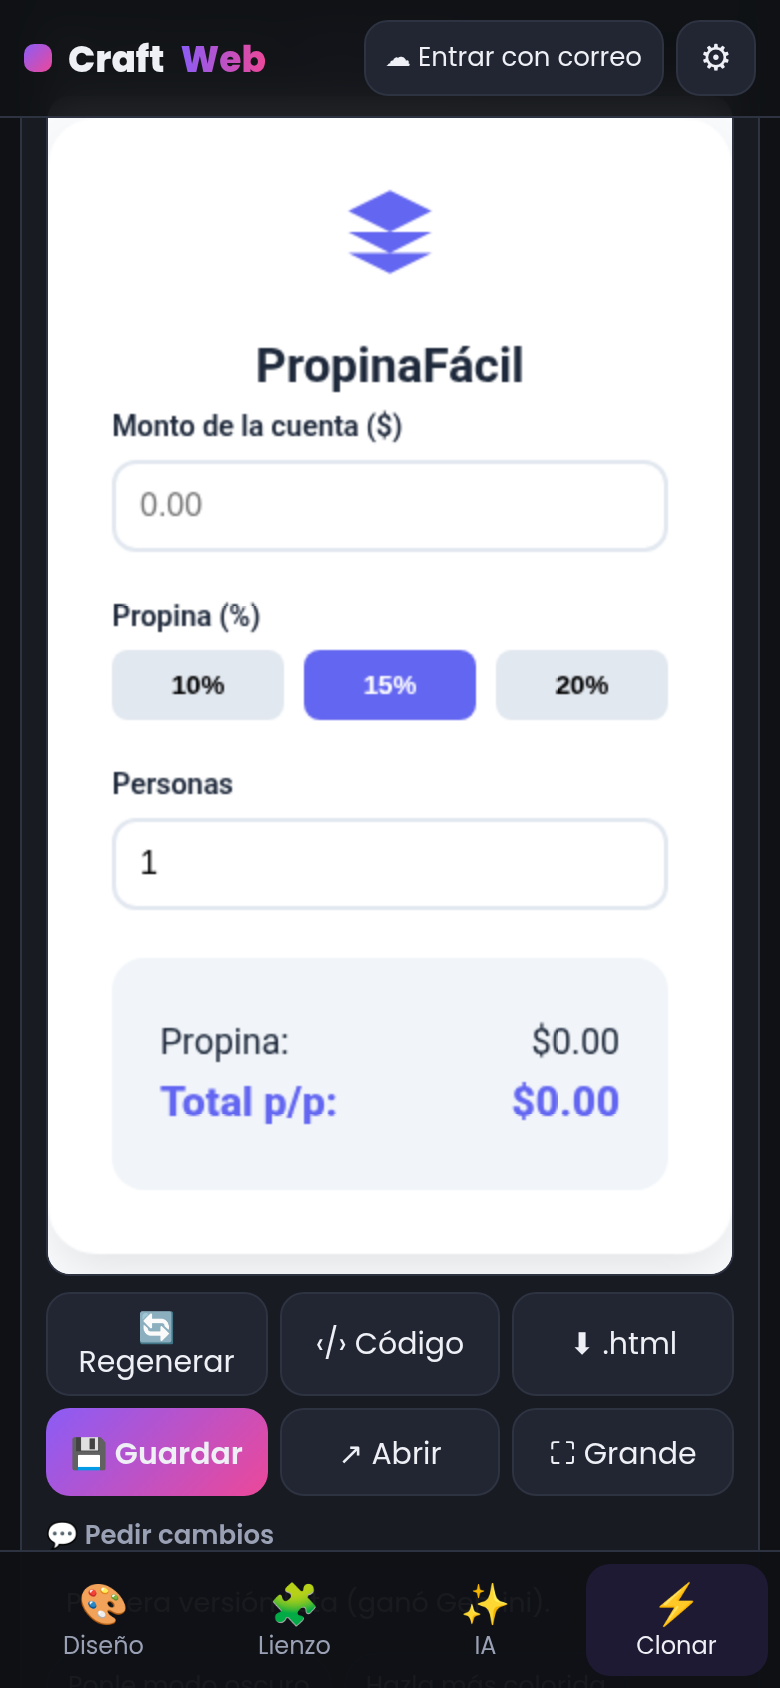 Craft Web
☁ Entrar con correo
PropinaFácil
Monto de la cuenta ($)
0.00
Propina (%)
10%
15%
20%
Personas
1
Propina: $0.00
Total p/p: $0.00
🔄 Regenerar
‹/› Código
⬇ .html
💾 Guardar
↗ Abrir
⛶ Grande
💬 Pedir cambios
Diseño
Lienzo
IA
Clonar